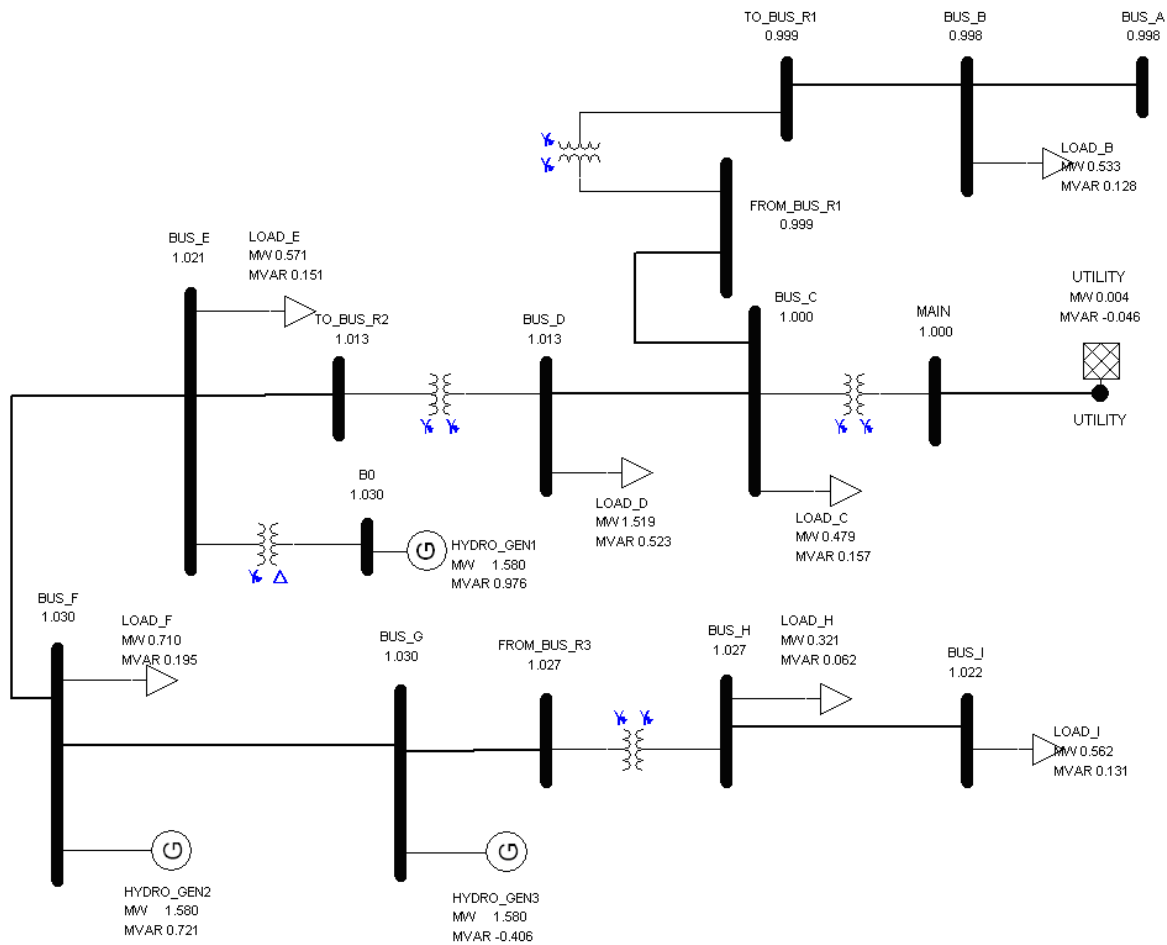 TO_BUS_R1
0.999
BUS_B
0.998
BUS_A
0.998
LOAD_B
MW 0.533
MVAR 0.128
FROM_BUS_R1
0.999
BUS_E
1.021
LOAD_E
MW 0.571
MVAR 0.151
TO_BUS_R2
1.013
BUS_D
1.013
BUS_C
1.000
MAIN
1.000
UTILITY
MW 0.004
MVAR -0.046
UTILITY
B0
1.030
LOAD_D
MW 1.519
MVAR 0.523
LOAD_C
MW 0.479
MVAR 0.157
G
HYDRO_GEN1
MW 1.580
MVAR 0.976
BUS_F
1.030
LOAD_F
MW 0.710
MVAR 0.195
BUS_G
1.030
FROM_BUS_R3
1.027
BUS_H
1.027
LOAD_H
MW 0.321
MVAR 0.062
BUS_I
1.022
LOAD_I
MW 0.562
MVAR 0.131
G
HYDRO_GEN2
MW 1.580
MVAR 0.721
G
HYDRO_GEN3
MW 1.580
MVAR -0.406